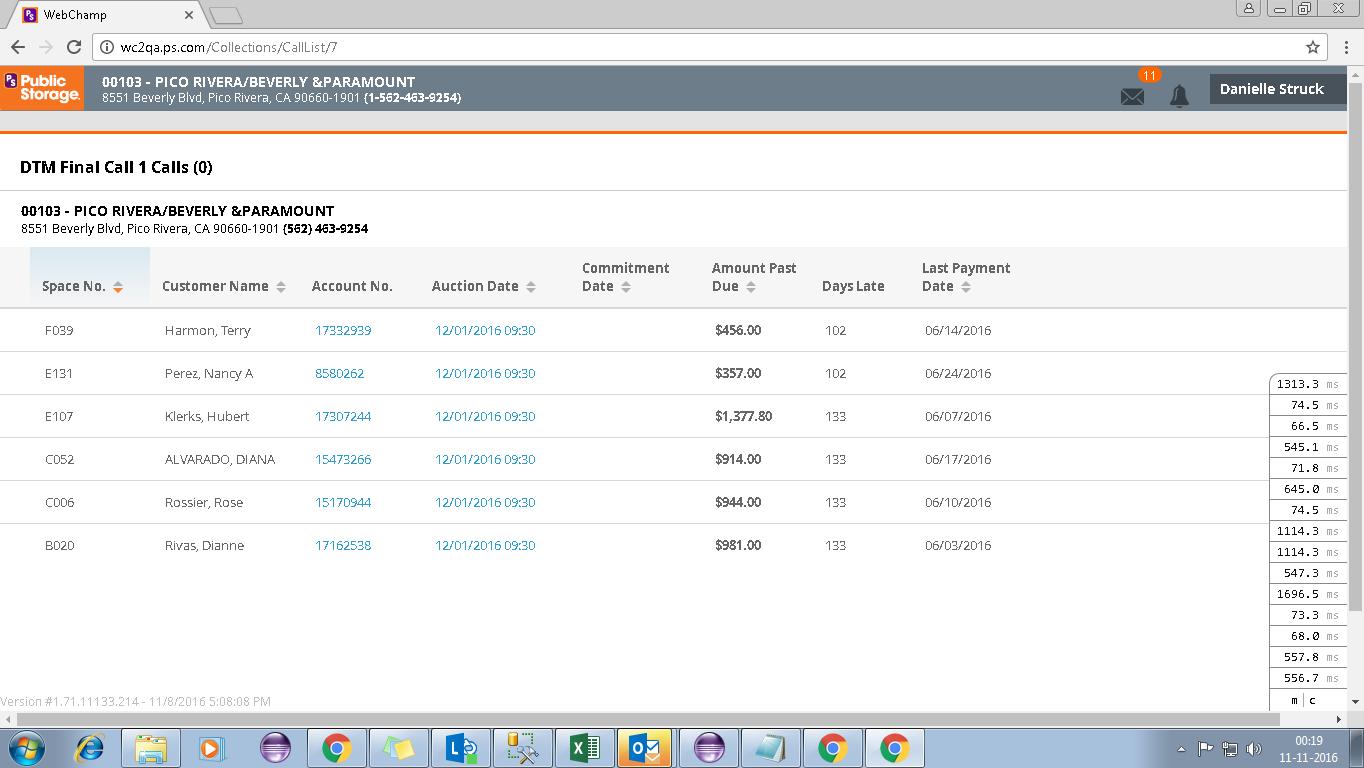 WebChamp
wc2qa.ps.com/Collections/CallList/7
PS Public Storage.
00103 - PICO RIVERA/BEVERLY &PARAMOUNT
8551 Beverly Blvd, Pico Rivera, CA 90660-1901 (1-562-463-9254)
11
Danielle Struck
DTM Final Call 1 Calls (0)
00103 - PICO RIVERA/BEVERLY &PARAMOUNT
8551 Beverly Blvd, Pico Rivera, CA 90660-1901 (562) 463-9254
Space No. Customer Name Account No. Auction Date Commitment Date Amount Past Due Days Late Last Payment Date
F039 Harmon, Terry 17332939 12/01/2016 09:30 $456.00 102 06/14/2016
E131 Perez, Nancy A 8580262 12/01/2016 09:30 $357.00 102 06/24/2016
E107 Klerks, Hubert 17307244 12/01/2016 09:30 $1,377.80 133 06/07/2016
C052 ALVARADO, DIANA 15473266 12/01/2016 09:30 $914.00 133 06/17/2016
C006 Rossier, Rose 15170944 12/01/2016 09:30 $944.00 133 06/10/2016
B020 Rivas, Dianne 17162538 12/01/2016 09:30 $981.00 133 06/03/2016
1313.3 ms
74.5 ms
66.5 ms
545.1 ms
71.8 ms
645.0 ms
74.5 ms
1114.3 ms
1114.3 ms
547.3 ms
1696.5 ms
73.3 ms
68.0 ms
557.8 ms
556.7 ms
m | c
Version #1.71.11133.214 - 11/8/2016 5:08:08 PM
00:19
11-11-2016